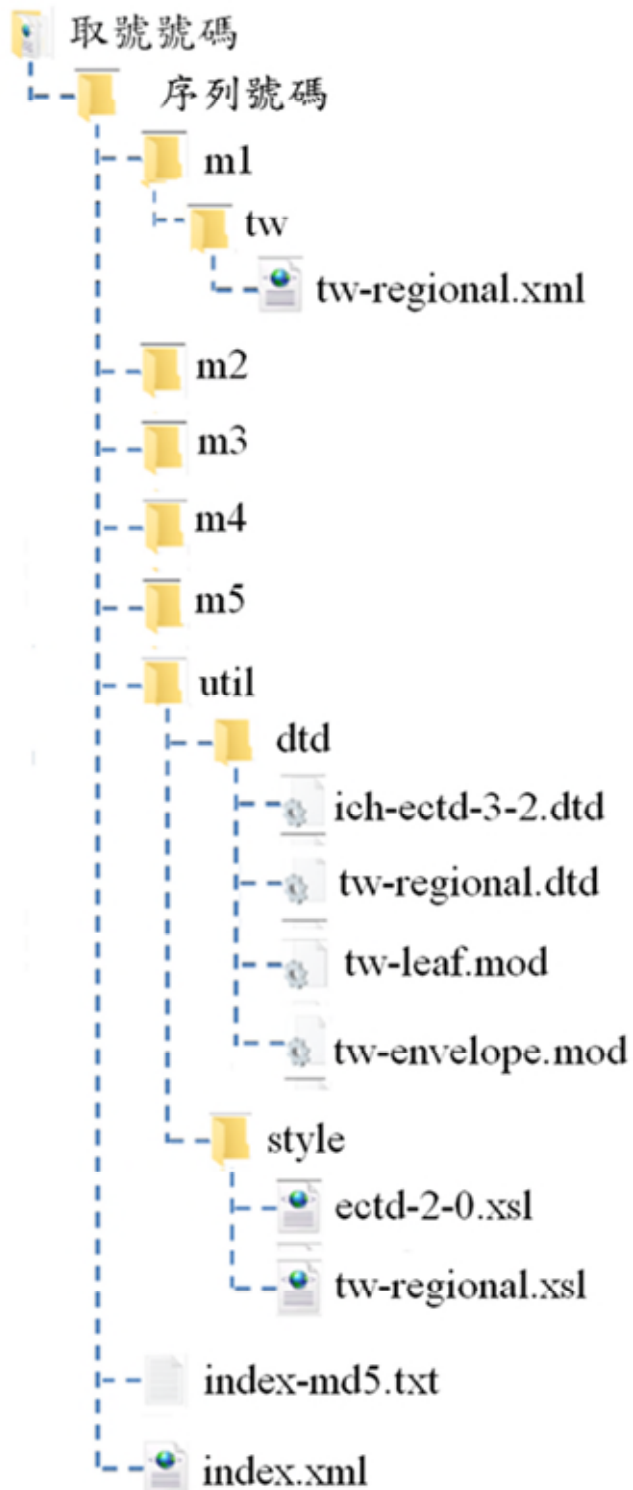 取號號碼
序列號碼
m1
tw
tw-regional.xml
m2
m3
m4
m5
util
dtd
ich-ectd-3-2.dtd
tw-regional.dtd
tw-leaf.mod
tw-envelope.mod
style
ectd-2-0.xsl
tw-regional.xsl
index-md5.txt
index.xml